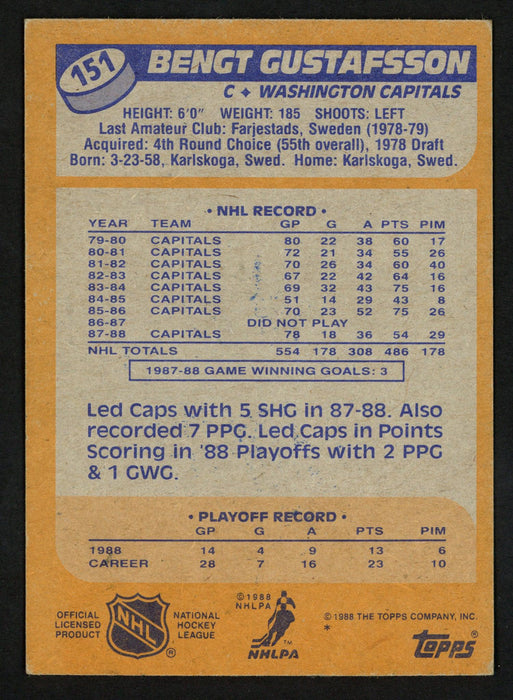 151
BENGT GUSTAFSSON
C ♦ WASHINGTON CAPITALS
HEIGHT: 6'0" WEIGHT: 185 SHOOTS: LEFT
Last Amateur Club: Farjestads, Sweden (1978-79)
Acquired: 4th Round Choice (55th overall), 1978 Draft
Born: 3-23-58, Karlskoga, Swed. Home: Karlskoga, Swed.
• NHL RECORD •
YEAR TEAM GP G A PTS PIM
79-80 CAPITALS 80 22 38 60 17
80-81 CAPITALS 72 21 34 55 26
81-82 CAPITALS 70 26 34 60 40
82-83 CAPITALS 67 22 42 64 16
83-84 CAPITALS 69 32 43 75 16
84-85 CAPITALS 51 14 29 43 8
85-86 CAPITALS 70 23 52 75 26
86-87 DID NOT PLAY
87-88 CAPITALS 78 18 36 54 29
NHL TOTALS 554 178 308 486 178
1987-88 GAME WINNING GOALS: 3
Led Caps with 5 SHG in 87-88. Also
recorded 7 PPG. Led Caps in Points
Scoring in '88 Playoffs with 2 PPG
& 1 GWG.
• PLAYOFF RECORD •
GP G A PTS PIM
1988 14 4 9 13 6
CAREER 28 7 16 23 10
OFFICIAL
LICENSED
PRODUCT
NHL
®
NATIONAL
HOCKEY
LEAGUE
© 1988
NHLPA
TM
NHLPA
© 1988 THE TOPPS COMPANY, INC.
*
Topps®